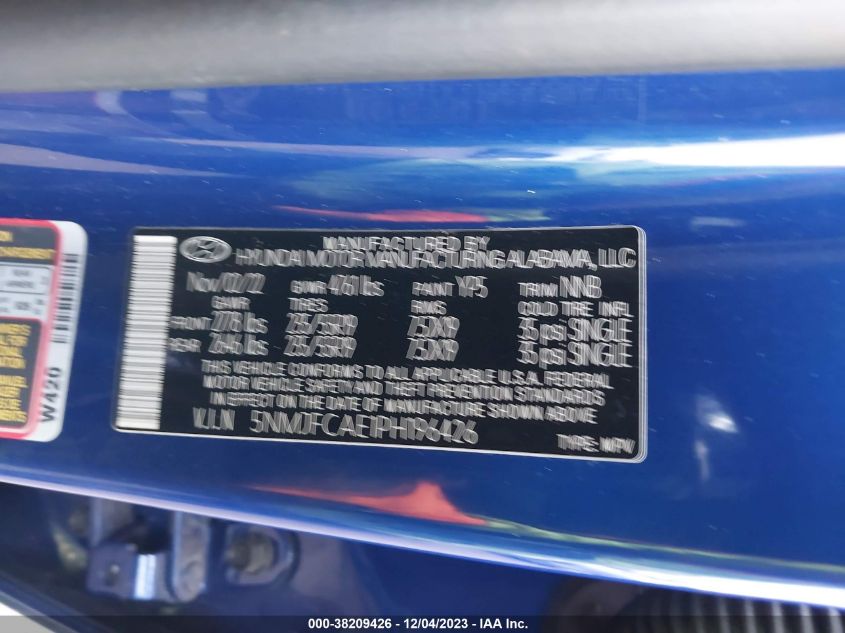 MANUFACTURED BY
HYUNDAI MOTOR MANUFACTURING ALABAMA, LLC
Nov/02/22 GVWR 4761 lbs PAINT YP5 TRIM NNB
GAWR TIRES RIMS COLD TIRE INFL
FRONT 2778 lbs 235/55R19 7.5JX19 35 psi SINGLE
REAR 2646 lbs 235/55R19 7.5JX19 35 psi SINGLE
THIS VEHICLE CONFORMS TO ALL APPLICABLE U.S.A. FEDERAL
MOTOR VEHICLE SAFETY AND THEFT PREVENTION STANDARDS
IN EFFECT ON THE DATE OF MANUFACTURE SHOWN ABOVE.
V.I.N 5NMJFCAE1PH196426
TYPE: MPV
W420
000-38209426 - 12/04/2023 - IAA Inc.